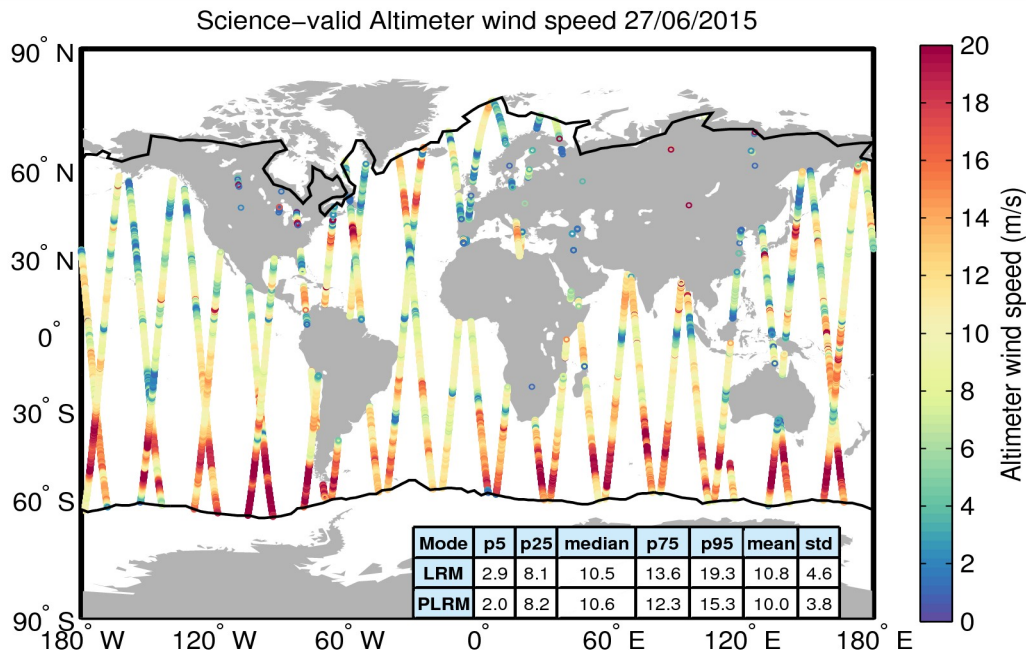 Science−valid Altimeter wind speed 27/06/2015
90° N
60° N
30° N
0°
30° S
60° S
90° S
180° W
120° W
60° W
0°
60° E
120° E
180° E
20
18
16
14
12
10
8
6
4
2
0
Altimeter wind speed (m/s)
Mode p5 p25 median p75 p95 mean std
LRM 2.9 8.1 10.5 13.6 19.3 10.8 4.6
PLRM 2.0 8.2 10.6 12.3 15.3 10.0 3.8